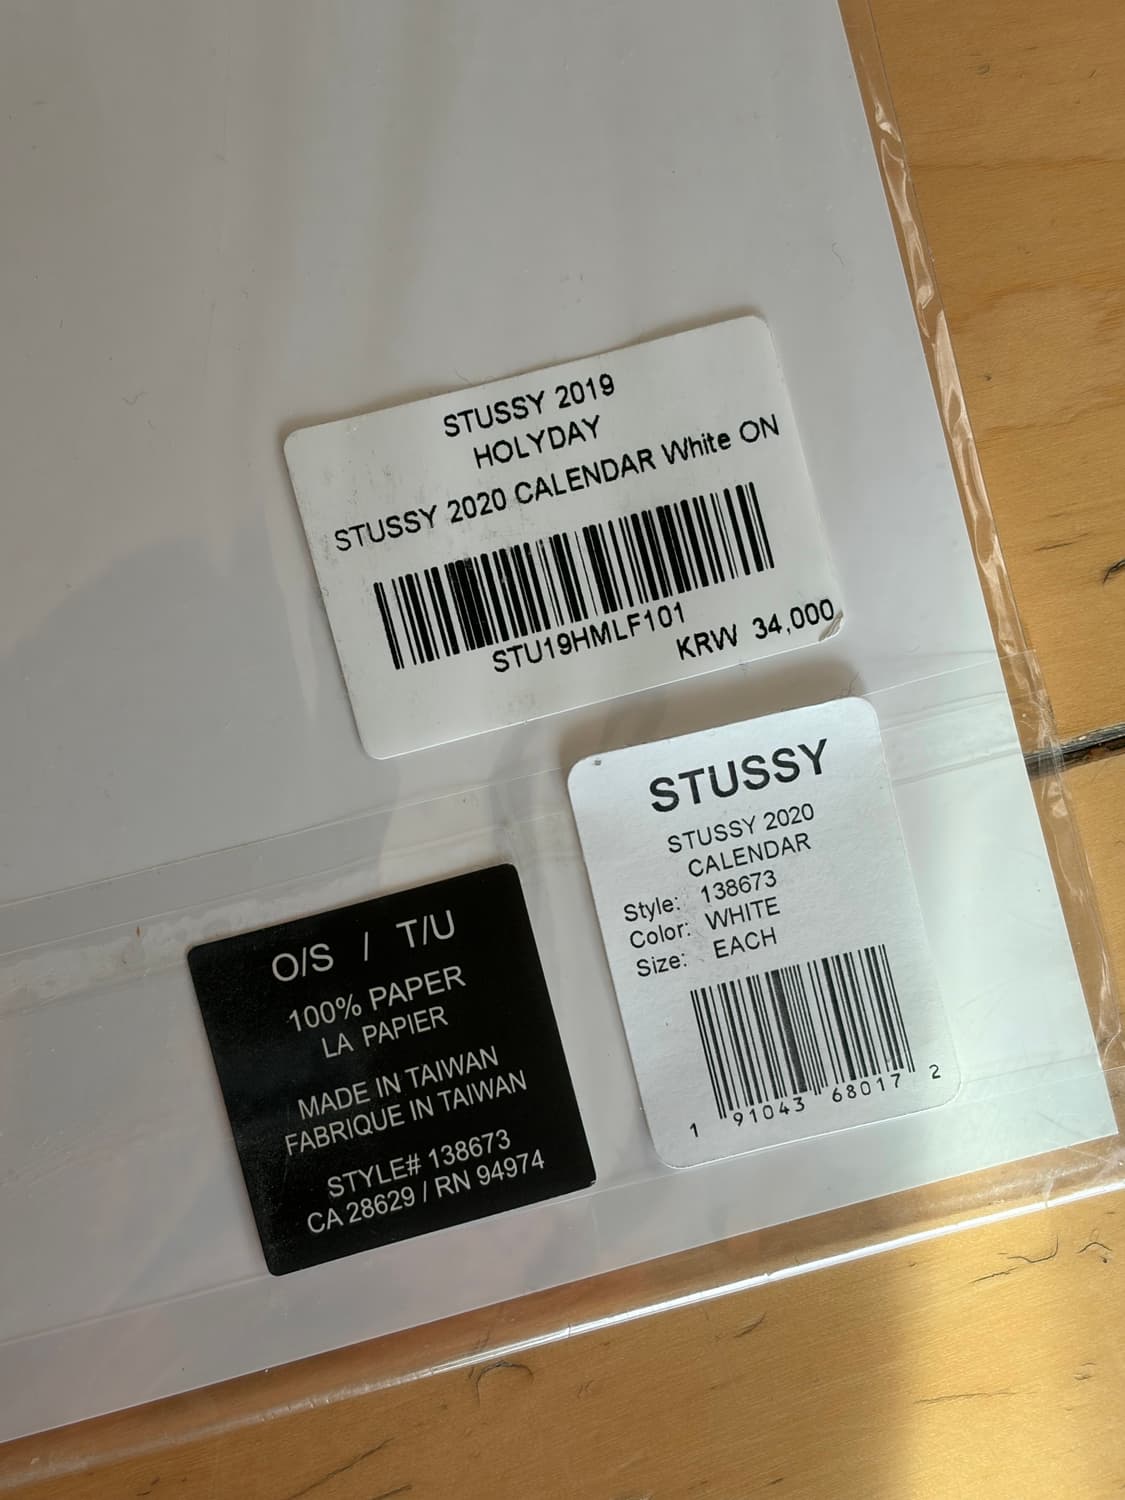 STUSSY 2019
HOLYDAY
STUSSY 2020 CALENDAR White ON
STU19HMLF101
KRW 34,000
STUSSY
STUSSY 2020
CALENDAR
Style: 138673
Color: WHITE
Size: EACH
1 91043 68017 2
O/S / T/U
100% PAPER
LA PAPIER
MADE IN TAIWAN
FABRIQUE IN TAIWAN
STYLE# 138673
CA 28629 / RN 94974